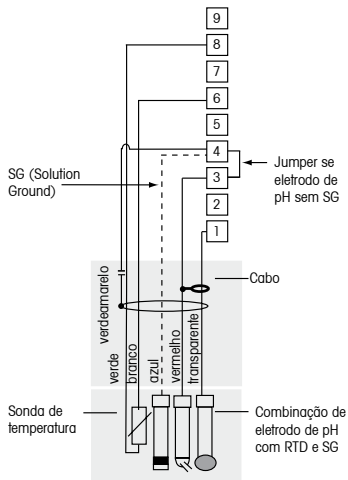 9
8
7
6
5
4
3
2
1
SG (Solution
Ground)
Jumper se
eletrodo de
pH sem SG
Cabo
verdeamarelo
verde
branco
azul
vermelho
transparente
Sonda de
temperatura
Combinação de
eletrodo de pH
com RTD e SG